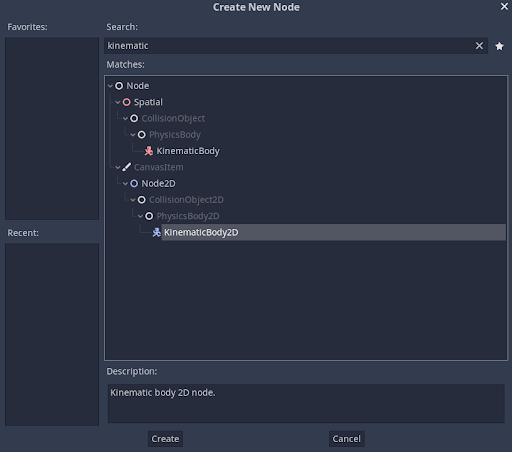 Create New Node
Favorites:
Search:
kinematic
Matches:
Node
Spatial
CollisionObject
PhysicsBody
KinematicBody
CanvasItem
Node2D
CollisionObject2D
PhysicsBody2D
KinematicBody2D
Recent:
Description:
Kinematic body 2D node.
Create
Cancel